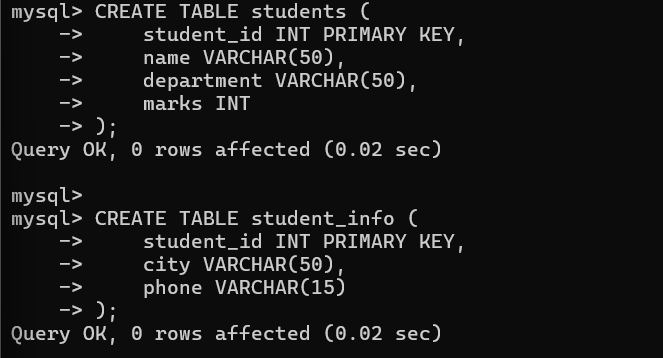 mysql> CREATE TABLE students (
    ->     student_id INT PRIMARY KEY,
    ->     name VARCHAR(50),
    ->     department VARCHAR(50),
    ->     marks INT
    -> );
Query OK, 0 rows affected (0.02 sec)

mysql>
mysql> CREATE TABLE student_info (
    ->     student_id INT PRIMARY KEY,
    ->     city VARCHAR(50),
    ->     phone VARCHAR(15)
    -> );
Query OK, 0 rows affected (0.02 sec)